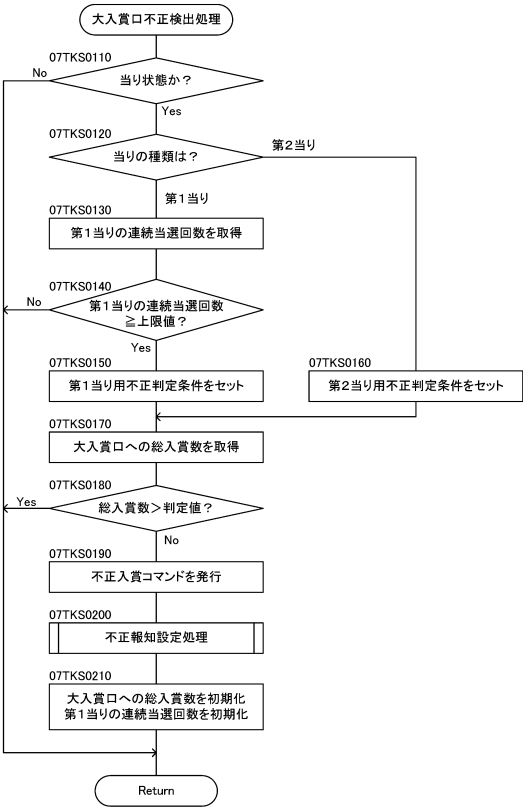 大入賞口不正検出処理
07TKS0110
No
当り状態か？
Yes
07TKS0120
当りの種類は？
第２当り
第１当り
07TKS0130
第１当りの連続当選回数を取得
07TKS0140
No
第１当りの連続当選回数
≧上限値？
Yes
07TKS0150
第１当り用不正判定条件をセット
07TKS0160
第２当り用不正判定条件をセット
07TKS0170
大入賞口への総入賞数を取得
07TKS0180
Yes
総入賞数＞判定値？
No
07TKS0190
不正入賞コマンドを発行
07TKS0200
不正報知設定処理
07TKS0210
大入賞口への総入賞数を初期化
第１当りの連続当選回数を初期化
Return